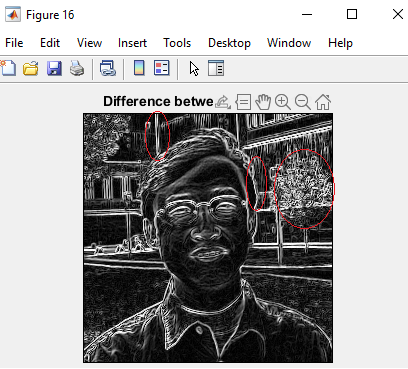 Figure 16
File Edit View Insert Tools Desktop Window Help
Difference betwe